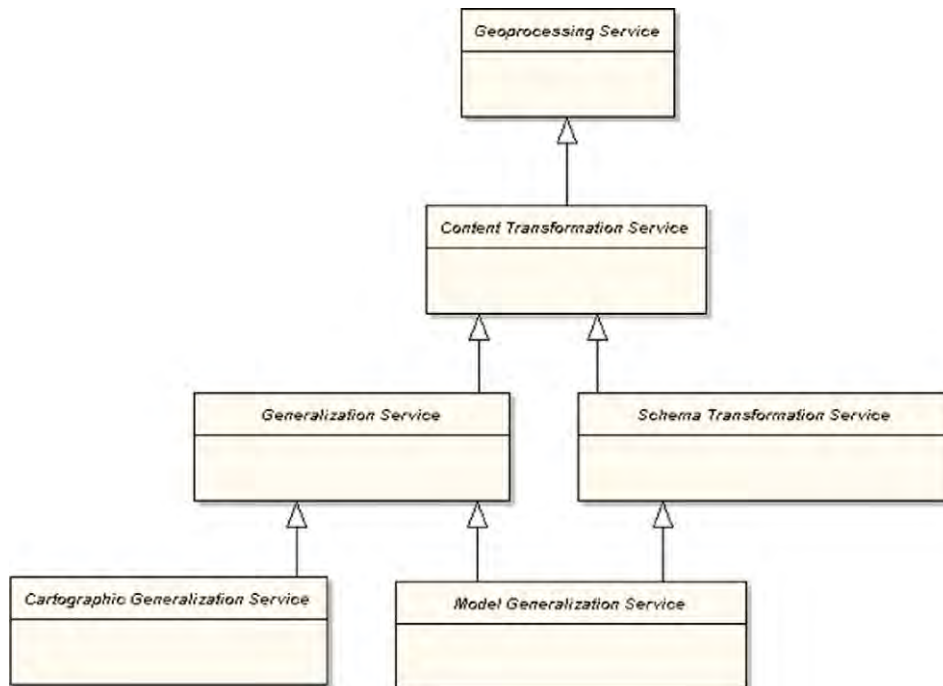 Geoprocessing Service
Content Transformation Service
Generalization Service
Schema Transformation Service
Cartographic Generalization Service
Model Generalization Service